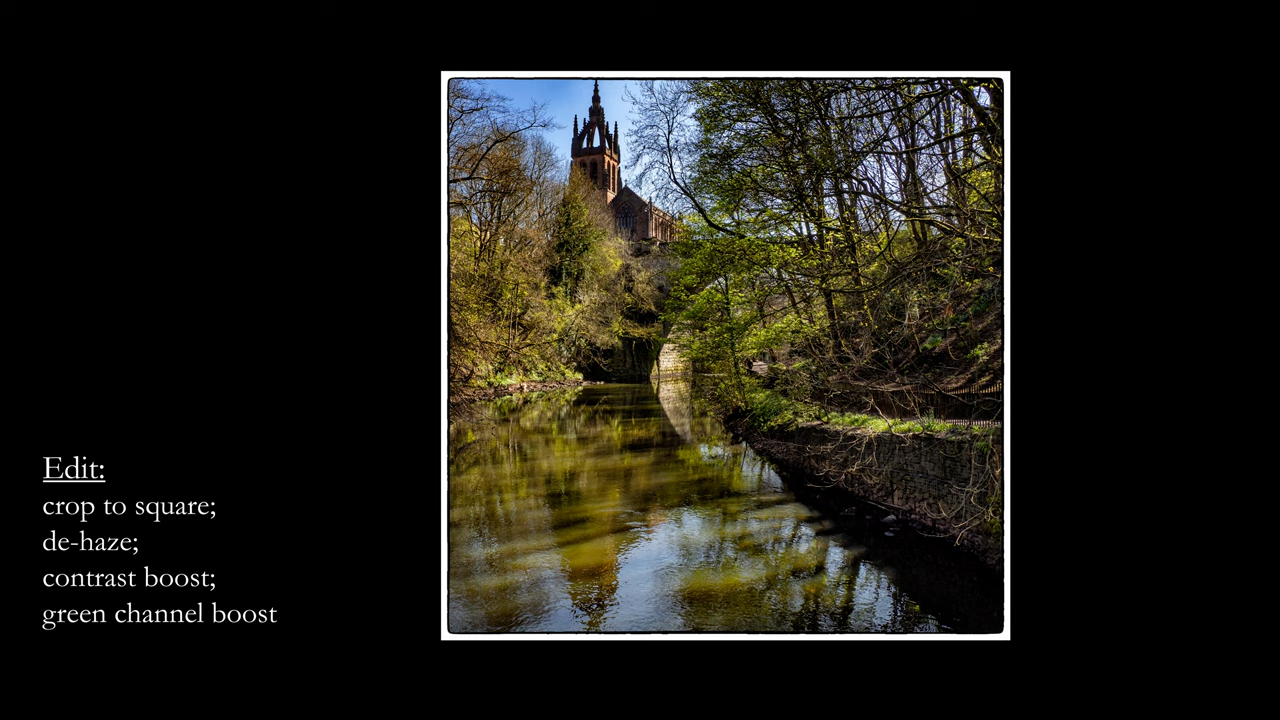 Edit:
crop to square;
de-haze;
contrast boost;
green channel boost